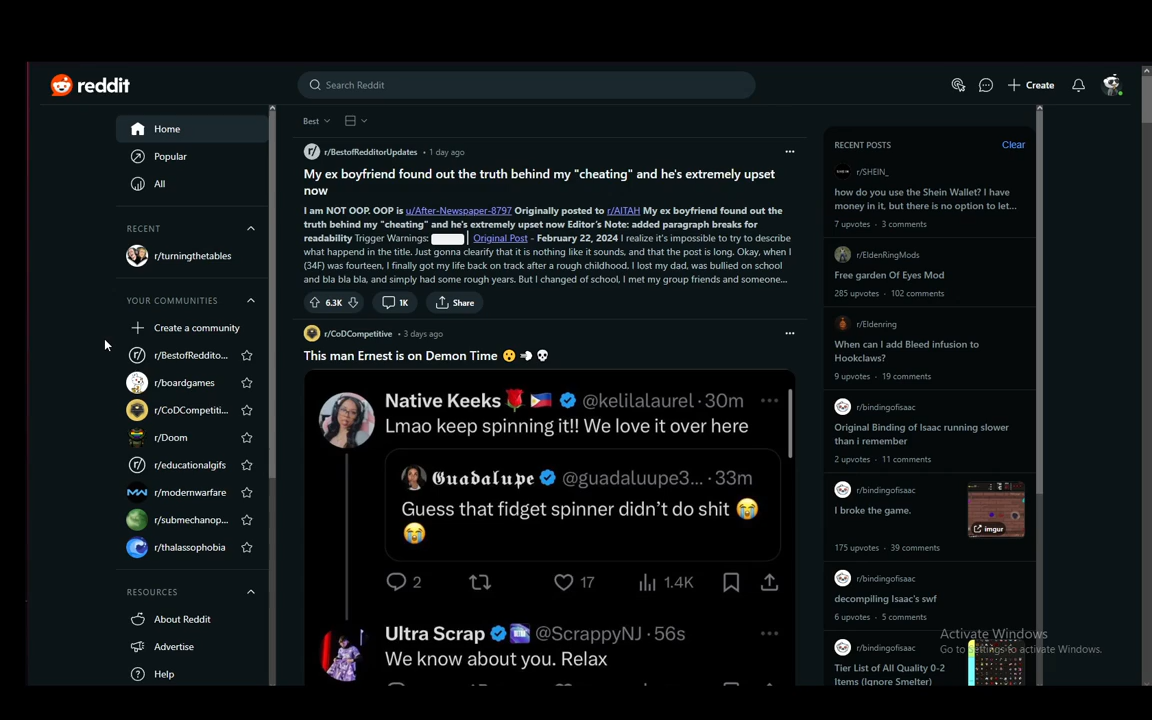 reddit
Search Reddit
Create
Home
Popular
All
RECENT
r/turningthetables
YOUR COMMUNITIES
Create a community
r/BestofReddito...
r/boardgames
r/CoDCompetiti...
r/Doom
r/educationalgifs
r/modernwarfare
r/submechanop...
r/thalassophobia
RESOURCES
About Reddit
Advertise
Help
Best
r/BestofRedditorUpdates • 1 day ago
My ex boyfriend found out the truth behind my "cheating" and he's extremely upset
now
I am NOT OOP. OOP is u/After-Newspaper-8797 Originally posted to r/AITAH My ex boyfriend found out the
truth behind my "cheating" and he's extremely upset now Editor's Note: added paragraph breaks for
readability Trigger Warnings: Original Post - February 22, 2024 I realize it's impossible to try to describe
what happend in the title. Just gonna clearify that it is nothing like it sounds, and that the post is long. Okay, when I
(34F) was fourteen, I finally got my life back on track after a rough childhood. I lost my dad, was bullied on school
and bla bla bla, and simply had some rough years. But I changed of school, I met my group friends and someone...
6.3K 1K Share
r/CoDCompetitive • 3 days ago
This man Ernest is on Demon Time 😮💨💀
Native Keeks🌹 🇵🇭 @kelilalaurel · 30m
Lmao keep spinning it!! We love it over here
𝕲𝖚𝖆𝖉𝖆𝖑𝖚𝖕𝖊 @guadaluupe3... · 33m
Guess that fidget spinner didn't do shit 😭
😭
2 17 1.4K
Ultra Scrap @ScrappyNJ · 56s
We know about you. Relax
RECENT POSTS Clear
SHEIN r/SHEIN_
how do you use the Shein Wallet? I have
money in it, but there is no option to let...
7 upvotes · 3 comments
r/EldenRingMods
Free garden Of Eyes Mod
285 upvotes · 102 comments
r/Eldenring
When can I add Bleed infusion to
Hookclaws?
9 upvotes · 19 comments
r/bindingofisaac
Original Binding of Isaac running slower
than i remember
2 upvotes · 11 comments
r/bindingofisaac
I broke the game.
imgur
175 upvotes · 39 comments
r/bindingofisaac
decompiling Isaac's swf
6 upvotes · 5 comments
r/bindingofisaac
Tier List of All Quality 0-2
Items (Ignore Smelter)
Activate Windows
Go to Settings to activate Windows.